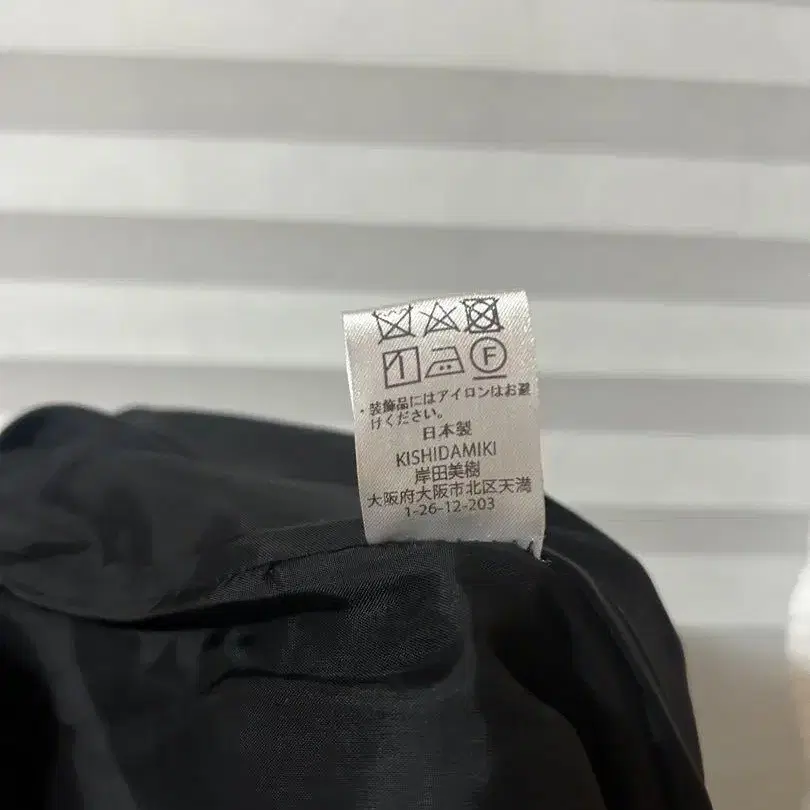 F
・装飾品にはアイロンはお避
けください。
日本製
KISHIDAMIKI
岸田美樹
大阪府大阪市北区天満
1-26-12-203